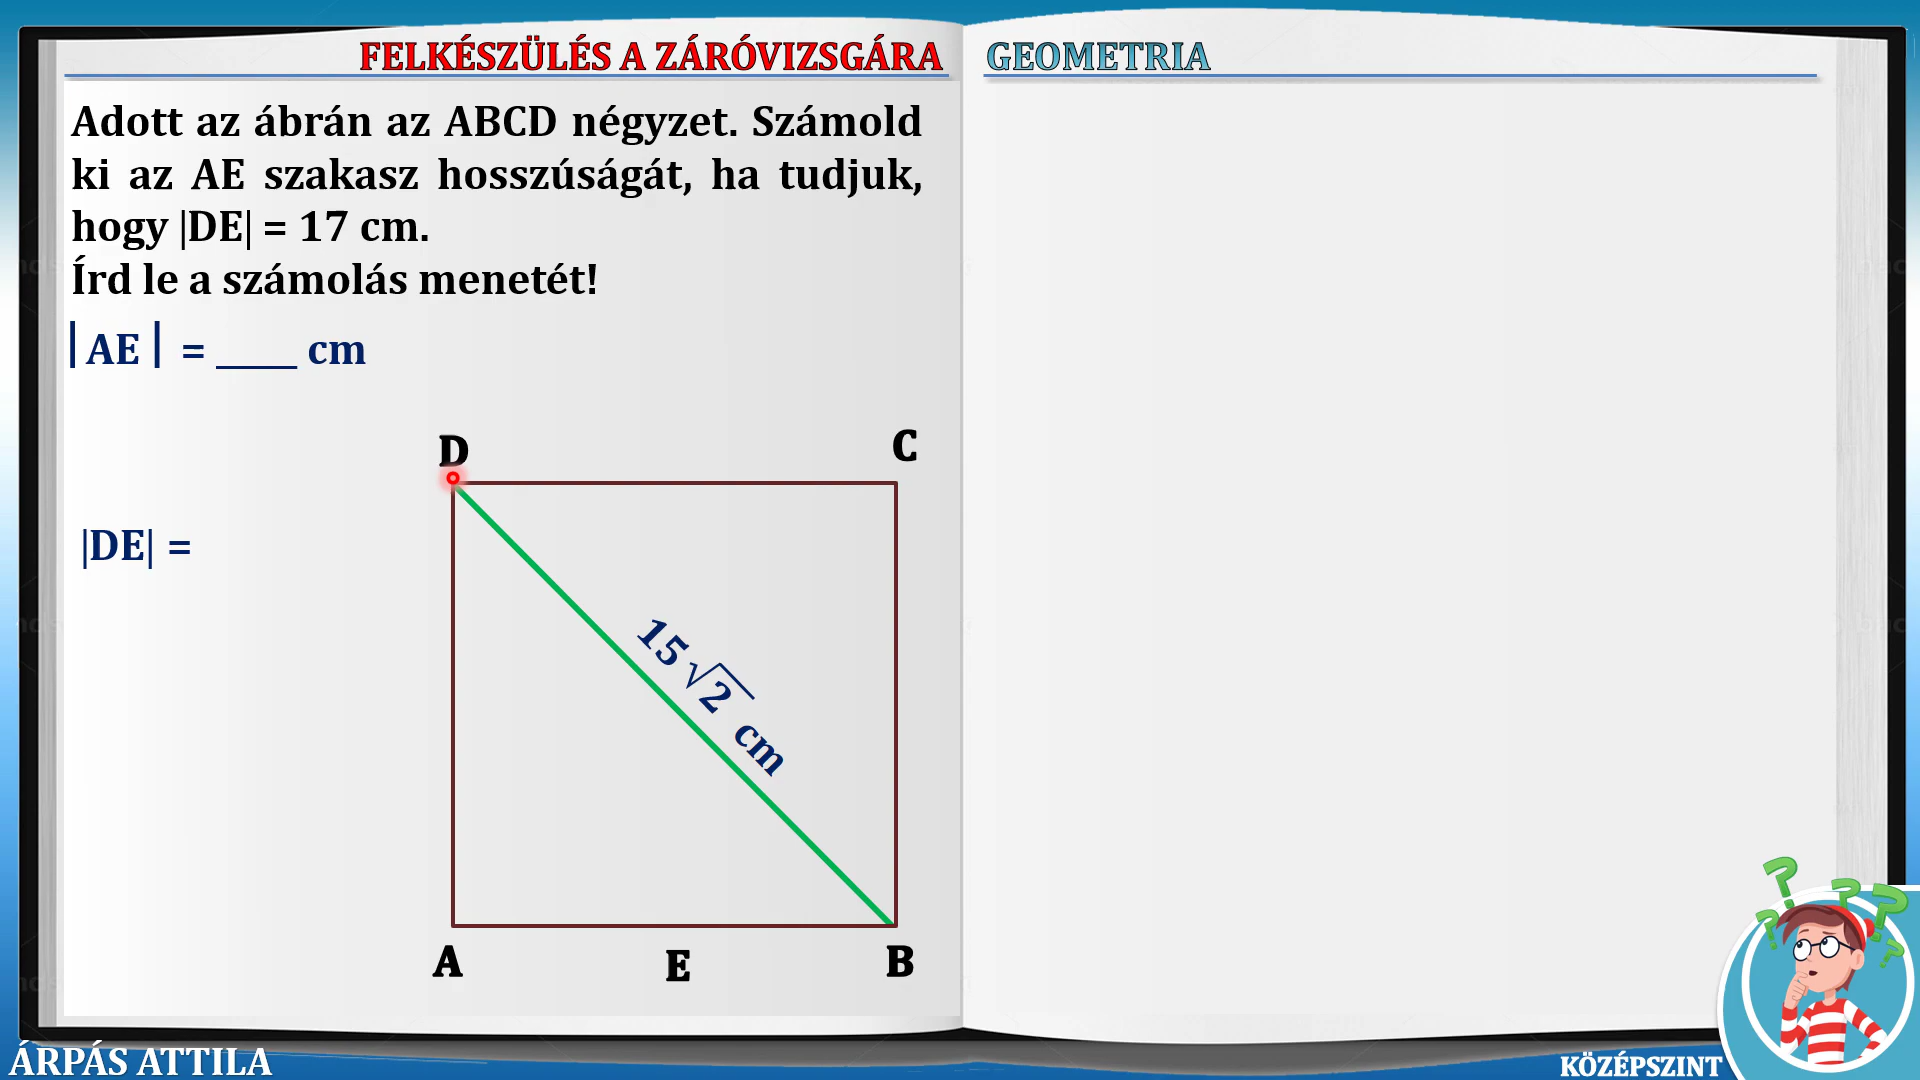 FELKÉSZÜLÉS A ZÁRÓVIZSGÁRA
GEOMETRIA
Adott az ábrán az ABCD négyzet. Számold
ki az AE szakasz hosszúságát, ha tudjuk,
hogy |DE| = 17 cm.
Írd le a számolás menetét!
|AE| = _____ cm
D
C
|DE| =
15√2 cm
A
E
B
ÁRPÁS ATTILA
KÖZÉPSZINT